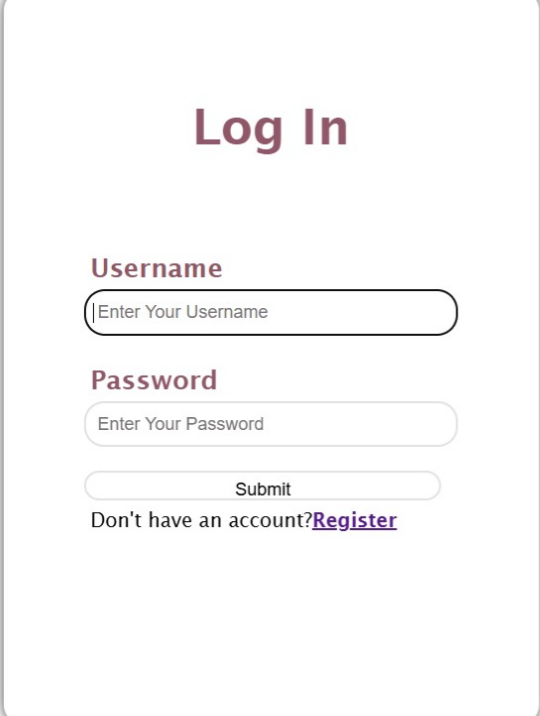 Log In
Username
Enter Your Username
Password
Enter Your Password
Submit
Don't have an account?Register